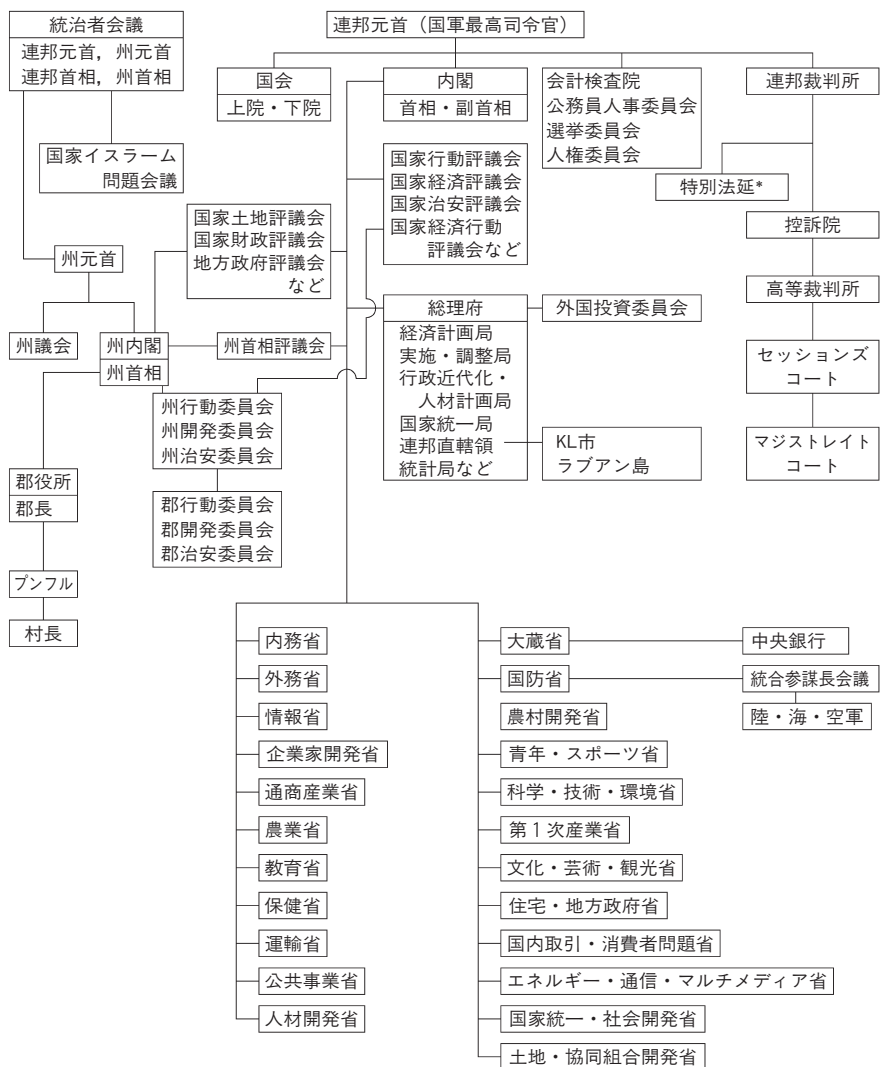 統治者会議
連邦元首,州元首
連邦首相,州首相
国家イスラーム
問題会議
連邦元首(国軍最高司令官)
国会
上院・下院
内閣
首相・副首相
会計検査院
公務員人事委員会
選挙委員会
人権委員会
連邦裁判所
特別法延*
控訴院
高等裁判所
セッションズ
コート
マジストレイト
コート
国家行動評議会
国家経済評議会
国家治安評議会
国家経済行動
評議会など
国家土地評議会
国家財政評議会
地方政府評議会
など
州元首
州議会
州内閣
州首相
州首相評議会
総理府
経済計画局
実施・調整局
行政近代化・
人材計画局
国家統一局
連邦直轄領
統計局など
外国投資委員会
KL市
ラブアン島
州行動委員会
州開発委員会
州治安委員会
郡役所
郡長
郡行動委員会
郡開発委員会
郡治安委員会
プンフル
村長
内務省
外務省
情報省
企業家開発省
通商産業省
農業省
教育省
保健省
運輸省
公共事業省
人材開発省
大蔵省
中央銀行
国防省
統合参謀長会議
農村開発省
陸・海・空軍
青年・スポーツ省
科学・技術・環境省
第1次産業省
文化・芸術・観光省
住宅・地方政府省
国内取引・消費者問題省
エネルギー・通信・マルチメディア省
国家統一・社会開発省
土地・協同組合開発省